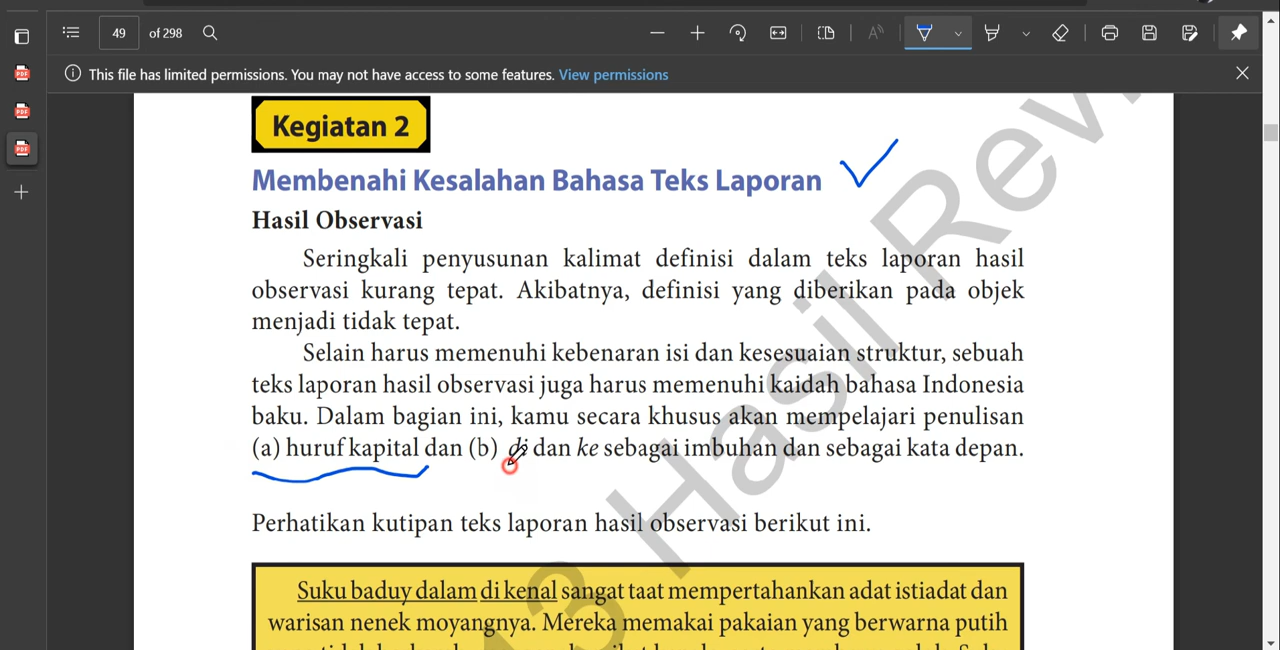 49 of 298
This file has limited permissions. You may not have access to some features. View permissions
Kegiatan 2
Membenahi Kesalahan Bahasa Teks Laporan
Hasil Observasi
Seringkali penyusunan kalimat definisi dalam teks laporan hasil
observasi kurang tepat. Akibatnya, definisi yang diberikan pada objek
menjadi tidak tepat.
Selain harus memenuhi kebenaran isi dan kesesuaian struktur, sebuah
teks laporan hasil observasi juga harus memenuhi kaidah bahasa Indonesia
baku. Dalam bagian ini, kamu secara khusus akan mempelajari penulisan
(a) huruf kapital dan (b) di dan ke sebagai imbuhan dan sebagai kata depan.
Perhatikan kutipan teks laporan hasil observasi berikut ini.
Suku baduy dalam di kenal sangat taat mempertahankan adat istiadat dan
warisan nenek moyangnya. Mereka memakai pakaian yang berwarna putih
13 Hasil Revi